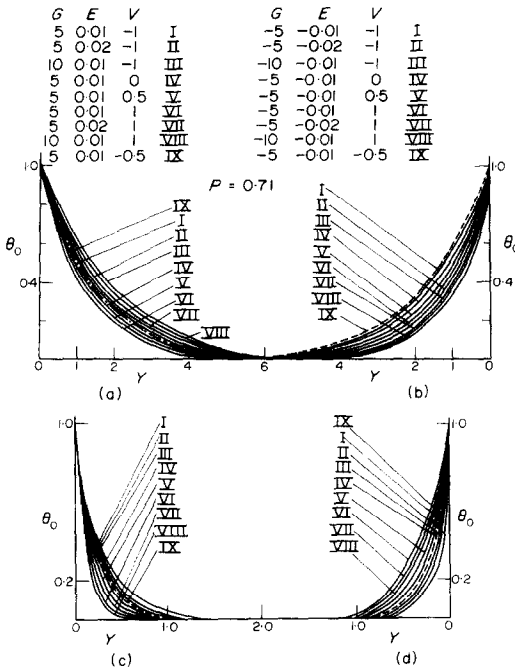 G E V
5 0·01 -1 I
5 0·02 -1 II
10 0·01 -1 III
5 0·01 0 IV
5 0·01 0·5 V
5 0·01 1 VI
5 0·02 1 VII
10 0·01 1 VIII
5 0·01 -0·5 IX
G E V
-5 -0·01 -1 I
-5 -0·02 -1 II
-10 -0·01 -1 III
-5 -0·01 0 IV
-5 -0·01 0·5 V
-5 -0·01 1 VI
-5 -0·02 1 VII
-10 -0·01 1 VIII
-5 -0·01 -0·5 IX
P = 0·71
1·0
θ₀
0·4
IX
I
II
III
IV
V
VI
VII
VIII
0 1 2 4 6
Y
(a)
I
II
III
IV
V
VI
VII
VIII
IX
1·0
θ₀
0·4
4 2 1 0
Y
(b)
1·0
θ₀
0·2
I
II
III
IV
V
VI
VII
VIII
IX
0 1·0 2·0
Y
(c)
IX
I
II
III
IV
V
VI
VII
VIII
1·0
θ₀
0·2
1·0 0
Y
(d)